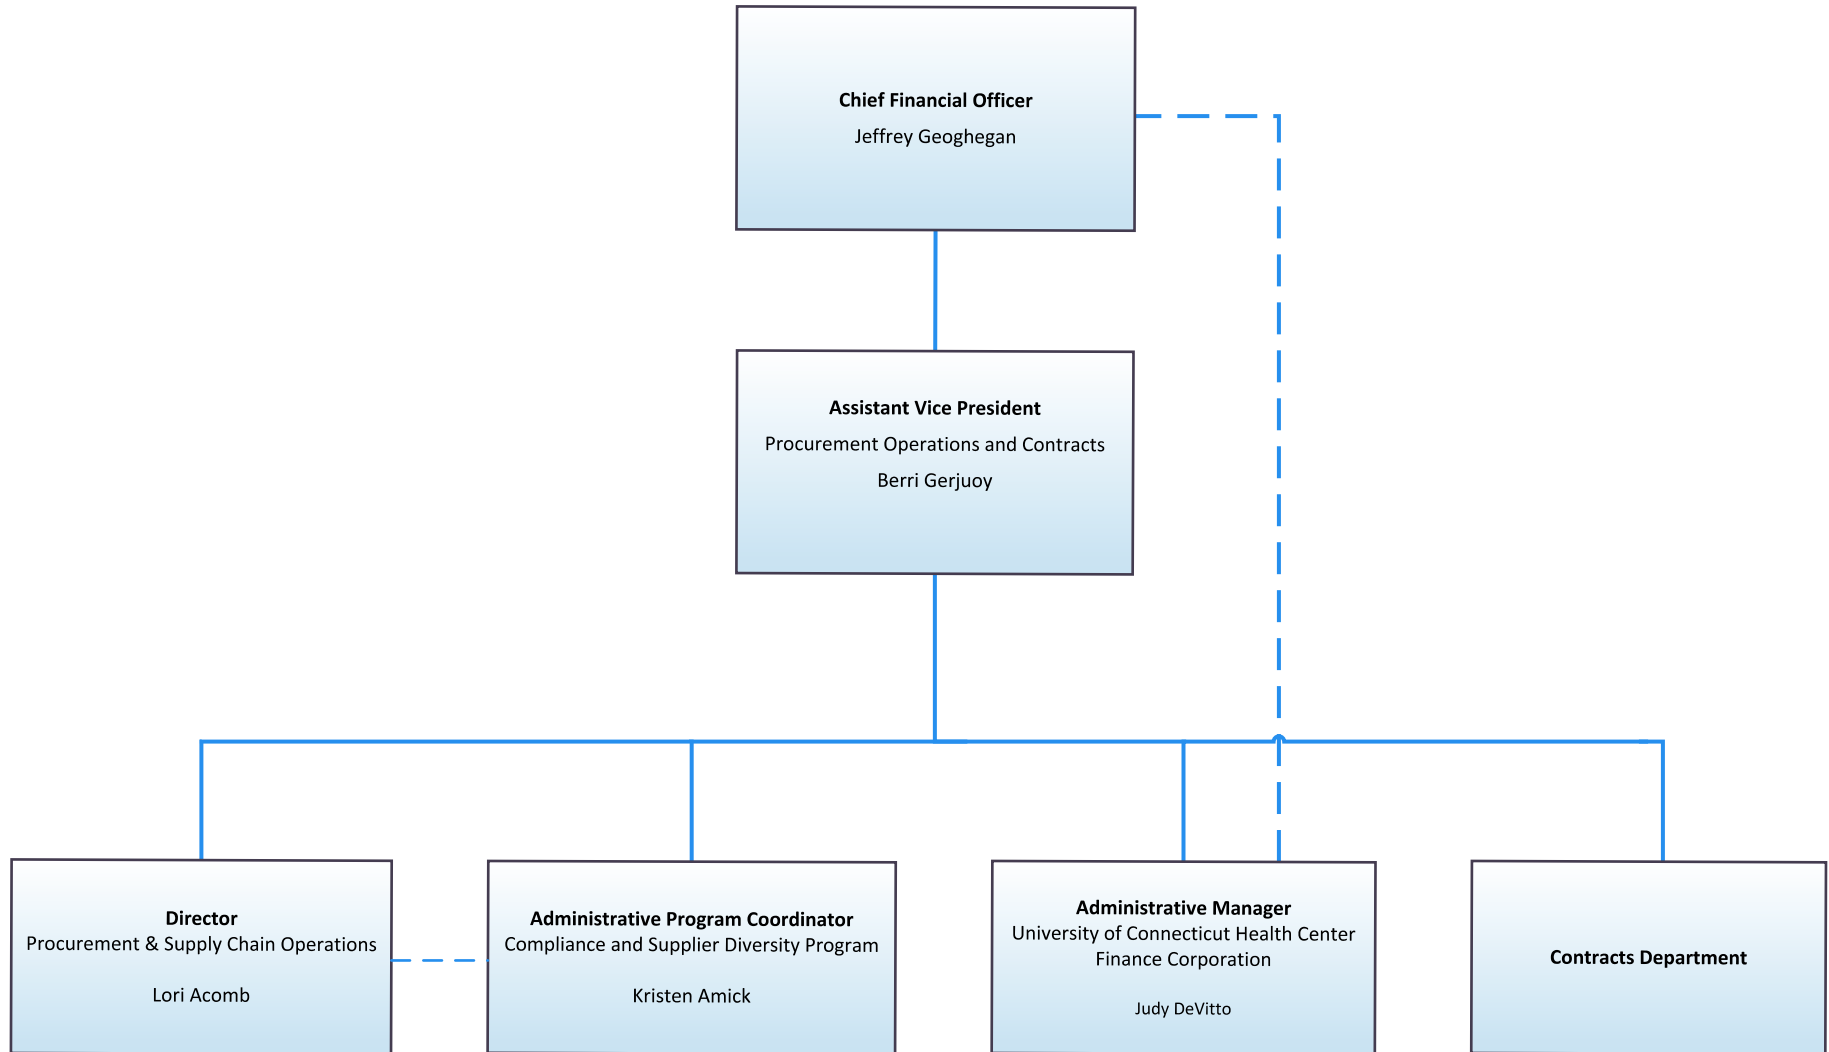 Chief Financial Officer
Jeffrey Geoghegan
Assistant Vice President
Procurement Operations and Contracts
Berri Gerjuoy
Director
Procurement & Supply Chain Operations
Lori Acomb
Administrative Program Coordinator
Compliance and Supplier Diversity Program
Kristen Amick
Administrative Manager
University of Connecticut Health Center
Finance Corporation
Judy DeVitto
Contracts Department